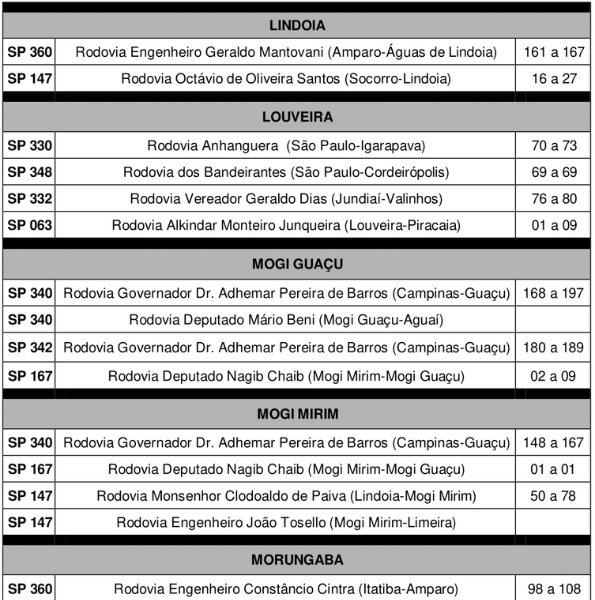 LINDOIA
SP 360 Rodovia Engenheiro Geraldo Mantovani (Amparo-Águas de Lindoia) 161 a 167
SP 147 Rodovia Octávio de Oliveira Santos (Socorro-Lindoia) 16 a 27
LOUVEIRA
SP 330 Rodovia Anhanguera (São Paulo-Igarapava) 70 a 73
SP 348 Rodovia dos Bandeirantes (São Paulo-Cordeirópolis) 69 a 69
SP 332 Rodovia Vereador Geraldo Dias (Jundiaí-Valinhos) 76 a 80
SP 063 Rodovia Alkindar Monteiro Junqueira (Louveira-Piracaia) 01 a 09
MOGI GUAÇU
SP 340 Rodovia Governador Dr. Adhemar Pereira de Barros (Campinas-Guaçu) 168 a 197
SP 340 Rodovia Deputado Mário Beni (Mogi Guaçu-Aguaí)
SP 342 Rodovia Governador Dr. Adhemar Pereira de Barros (Campinas-Guaçu) 180 a 189
SP 167 Rodovia Deputado Nagib Chaib (Mogi Mirim-Mogi Guaçu) 02 a 09
MOGI MIRIM
SP 340 Rodovia Governador Dr. Adhemar Pereira de Barros (Campinas-Guaçu) 148 a 167
SP 167 Rodovia Deputado Nagib Chaib (Mogi Mirim-Mogi Guaçu) 01 a 01
SP 147 Rodovia Monsenhor Clodoaldo de Paiva (Lindoia-Mogi Mirim) 50 a 78
SP 147 Rodovia Engenheiro João Tosello (Mogi Mirim-Limeira)
MORUNGABA
SP 360 Rodovia Engenheiro Constâncio Cintra (Itatiba-Amparo) 98 a 108